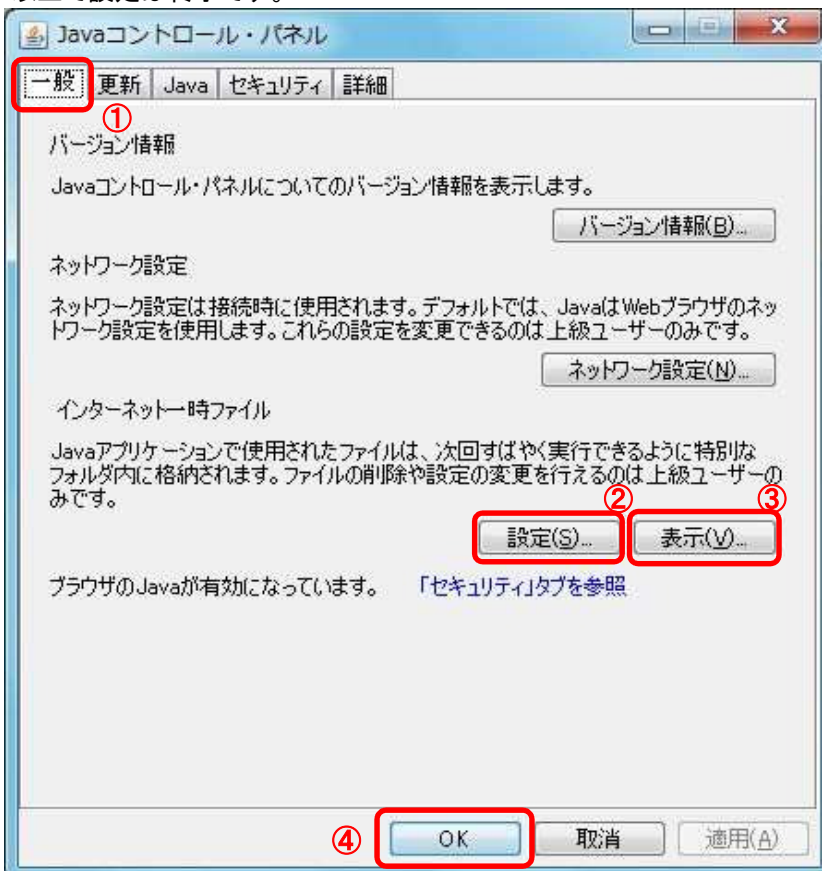 Javaコントロール・パネル
一般 更新 Java セキュリティ 詳細
①
バージョン情報
Javaコントロール・パネルについてのバージョン情報を表示します。
バージョン情報(B)...
ネットワーク設定
ネットワーク設定は接続時に使用されます。デフォルトでは、JavaはWebブラウザのネッ
トワーク設定を使用します。これらの設定を変更できるのは上級ユーザーのみです。
ネットワーク設定(N)...
インターネット一時ファイル
Javaアプリケーションで使用されたファイルは、次回すばやく実行できるように特別な
フォルダ内に格納されます。ファイルの削除や設定の変更を行えるのは上級ユーザーの
みです。
② ③
設定(S)... 表示(V)...
ブラウザのJavaが有効になっています。 「セキュリティ」タブを参照
④ OK 取消 適用(A)